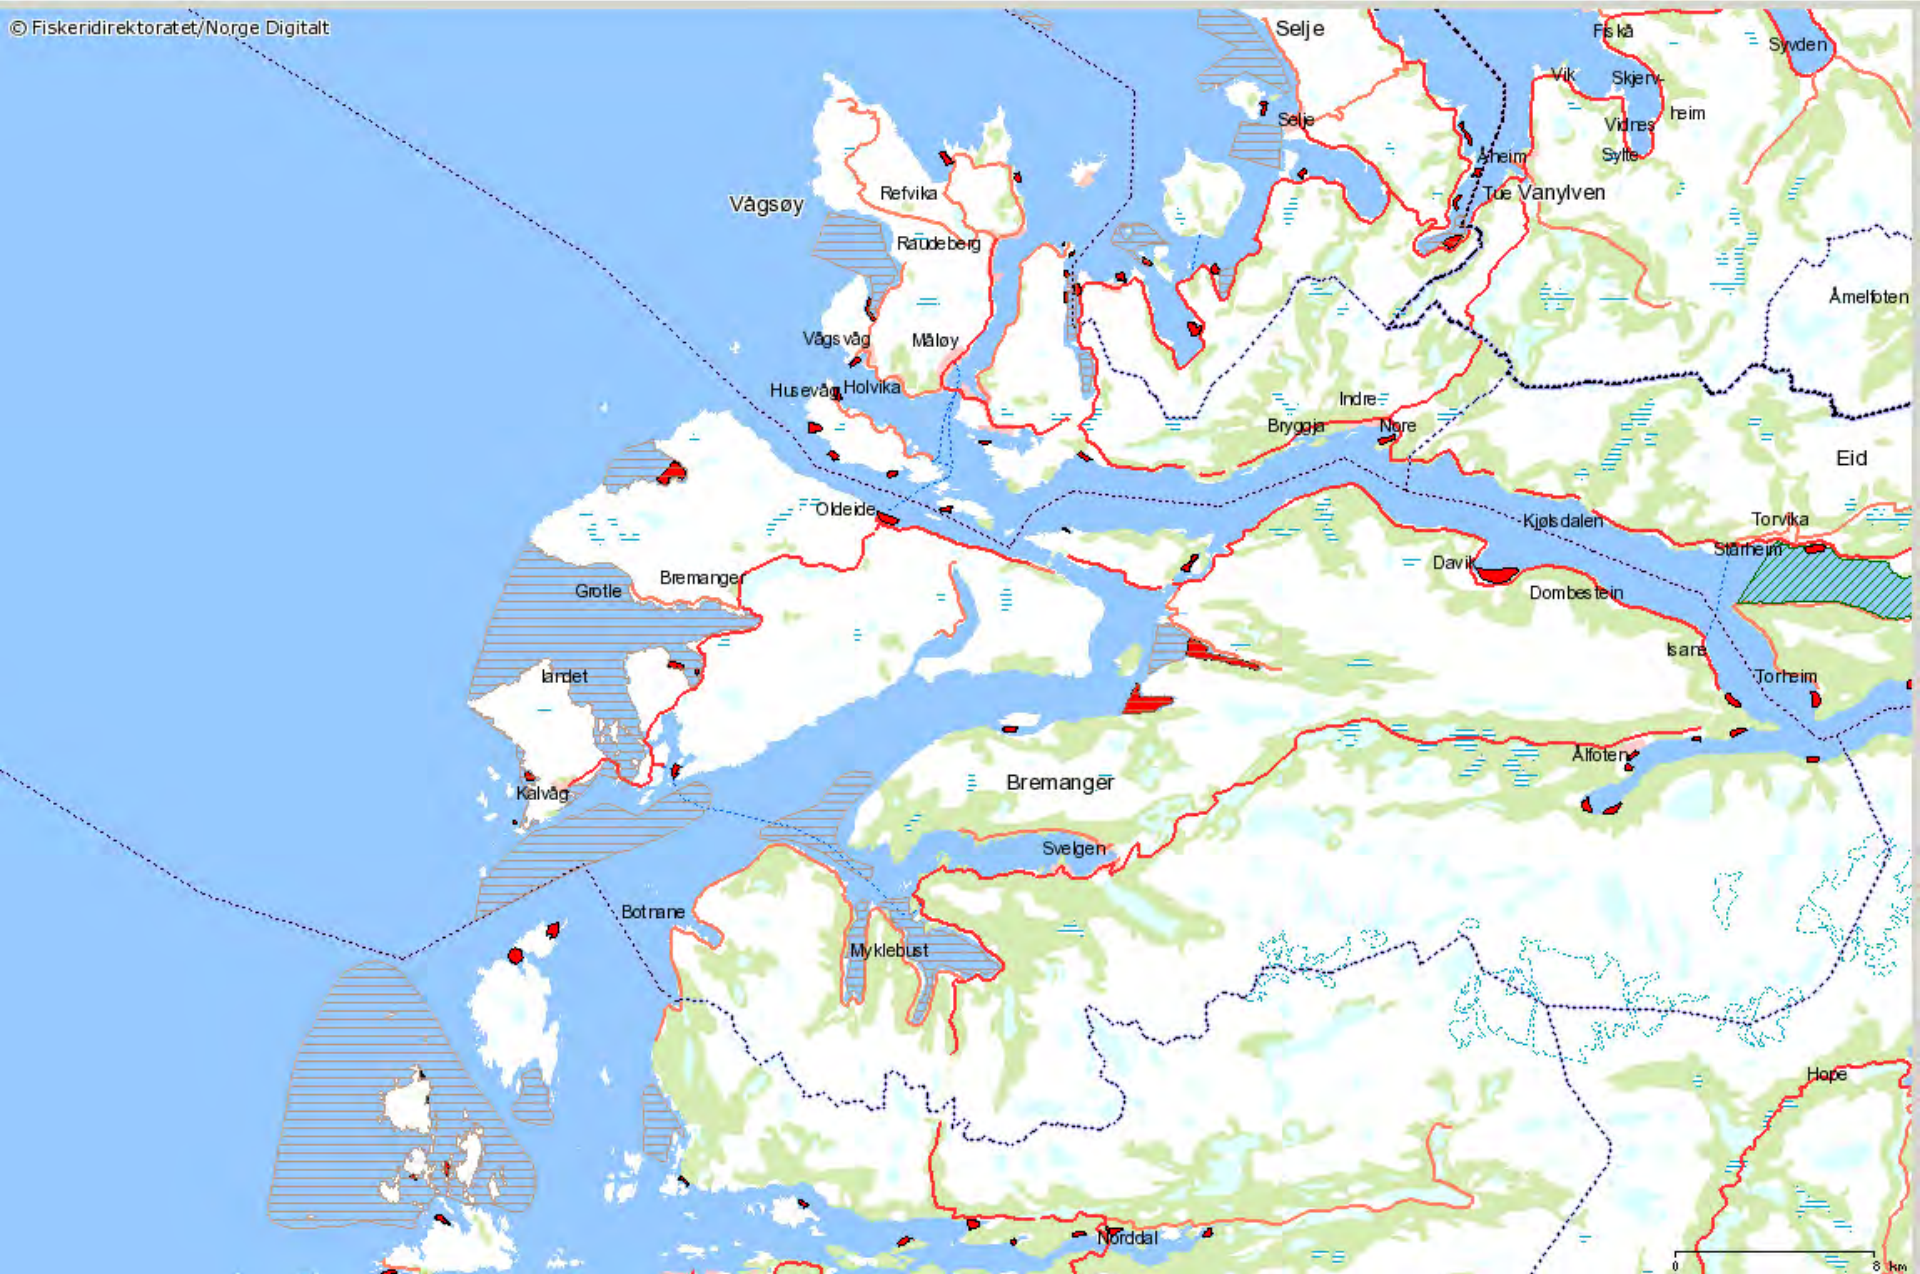 © Fiskeridirektoratet/Norge Digitalt
Selje
Fiskå
Syvden
Vik
Skjerv-
heim
Selje
Vidnes
Sylte
Åheim
Tue
Vanylven
Refvika
Vågsøy
Raudeberg
Åmelfoten
Vågsvåg
Måløy
Husevåg
Holvika
Indre
Bryggja
Nore
Eid
Oldeide
Kjølsdalen
Torvika
Stårheim
Davik
Bremanger
Grotle
Dombestein
Isane
landet
Torheim
Ålfoten
Bremanger
Kalvåg
Svelgen
Botnane
Myklebust
Hope
Norddal
0 8 km